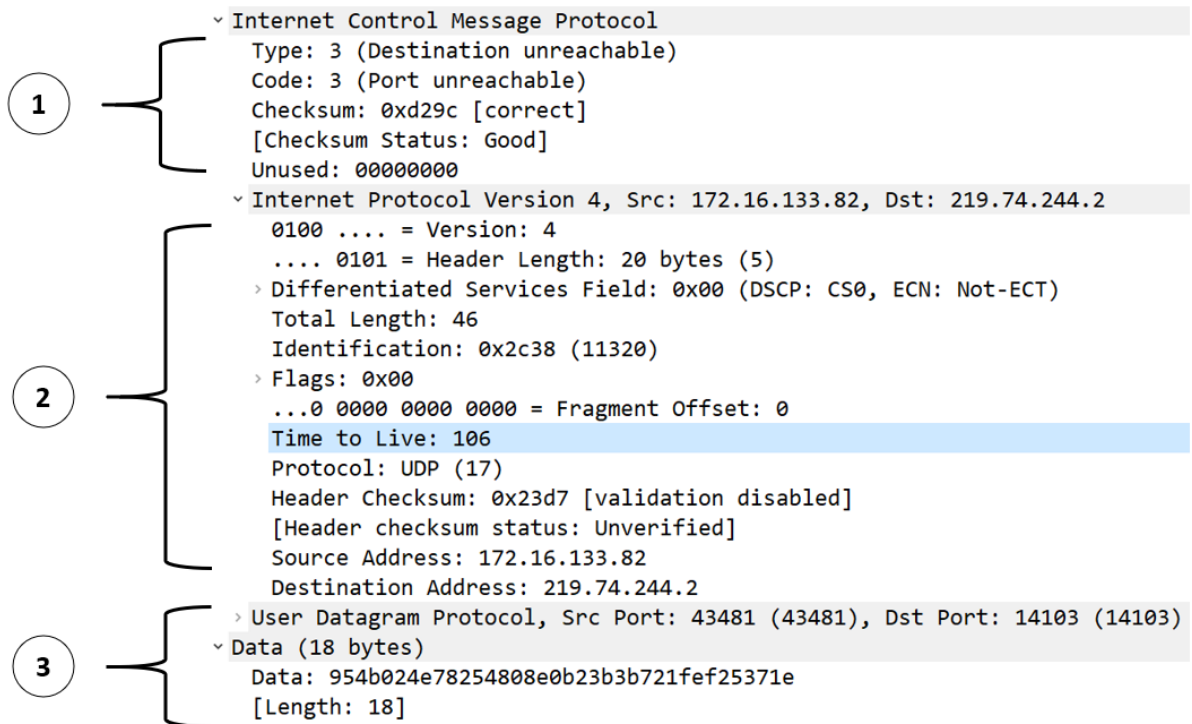 Internet Control Message Protocol
Type: 3 (Destination unreachable)
Code: 3 (Port unreachable)
1
Checksum: 0xd29c [correct]
[Checksum Status: Good]
Unused: 00000000
Internet Protocol Version 4, Src: 172.16.133.82, Dst: 219.74.244.2
0100 .... = Version: 4
.... 0101 = Header Length: 20 bytes (5)
Differentiated Services Field: 0x00 (DSCP: CS0, ECN: Not-ECT)
Total Length: 46
Identification: 0x2c38 (11320)
Flags: 0x00
2
...0 0000 0000 0000 = Fragment Offset: 0
Time to Live: 106
Protocol: UDP (17)
Header Checksum: 0x23d7 [validation disabled]
[Header checksum status: Unverified]
Source Address: 172.16.133.82
Destination Address: 219.74.244.2
User Datagram Protocol, Src Port: 43481 (43481), Dst Port: 14103 (14103)
Data (18 bytes)
3
Data: 954b024e78254808e0b23b3b721fef25371e
[Length: 18]